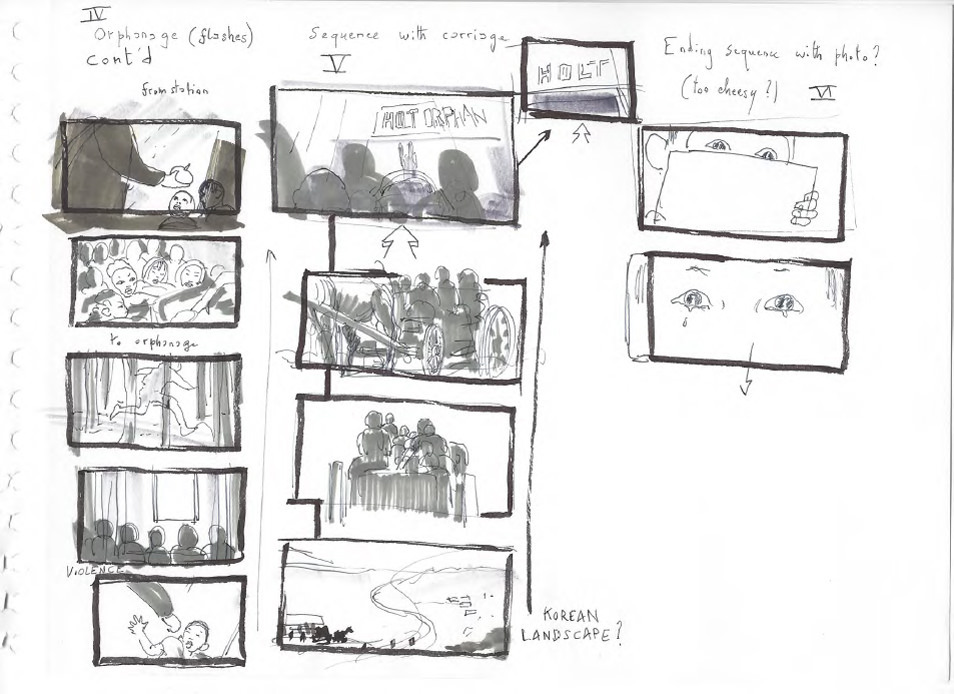 IV
Orphanage (flashes)
cont'd
from station
to orphanage
VIOLENCE
Sequence with carriage
V
HOLT ORPHAN
HOLT
KOREAN
LANDSCAPE?
Ending sequence with photo?
(too cheesy?) VI